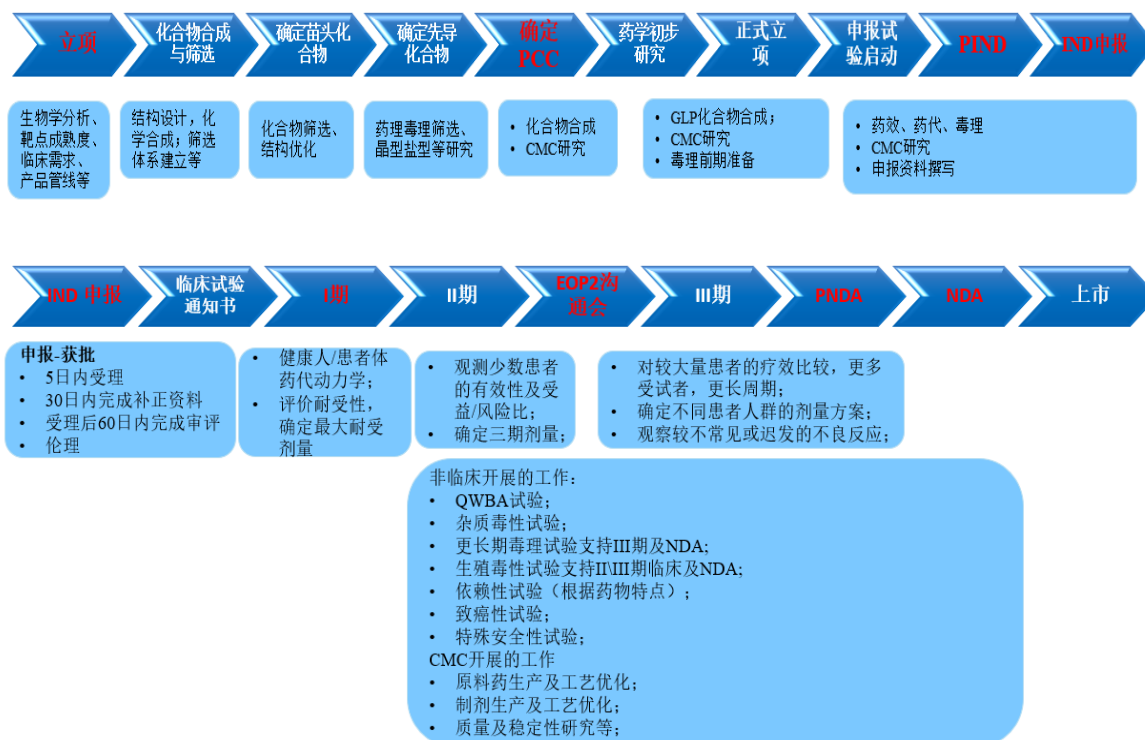 立项
化合物合成
与筛选
确定苗头化
合物
确定先导
化合物
确定
PCC
药学初步
研究
正式立
项
申报试
验启动
PIND
IND申报
生物学分析、
靶点成熟度、
临床需求、
产品管线等
结构设计，化
学合成；筛选
体系建立等
化合物筛选、
结构优化
药理毒理筛选、
晶型盐型等研究
• 化合物合成
• CMC研究
• GLP化合物合成；
• CMC研究
• 毒理前期准备
• 药效、药代、毒理
• CMC研究
• 申报资料撰写
IND 申报
临床试验
通知书
I期
II期
EOP2沟
通会
III期
PNDA
NDA
上市
申报-获批
• 5日内受理
• 30日内完成补正资料
• 受理后60日内完成审评
• 伦理
• 健康人/患者体
药代动力学；
• 评价耐受性，
确定最大耐受
剂量
• 观测少数患者
的有效性及受
益/风险比；
• 确定三期剂量；
• 对较大量患者的疗效比较，更多
受试者，更长周期；
• 确定不同患者人群的剂量方案；
• 观察较不常见或迟发的不良反应；
非临床开展的工作：
• QWBA试验；
• 杂质毒性试验；
• 更长期毒理试验支持III期及NDA;
• 生殖毒性试验支持II\III期临床及NDA;
• 依赖性试验（根据药物特点）；
• 致癌性试验；
• 特殊安全性试验；
CMC开展的工作
• 原料药生产及工艺优化；
• 制剂生产及工艺优化；
• 质量及稳定性研究等；